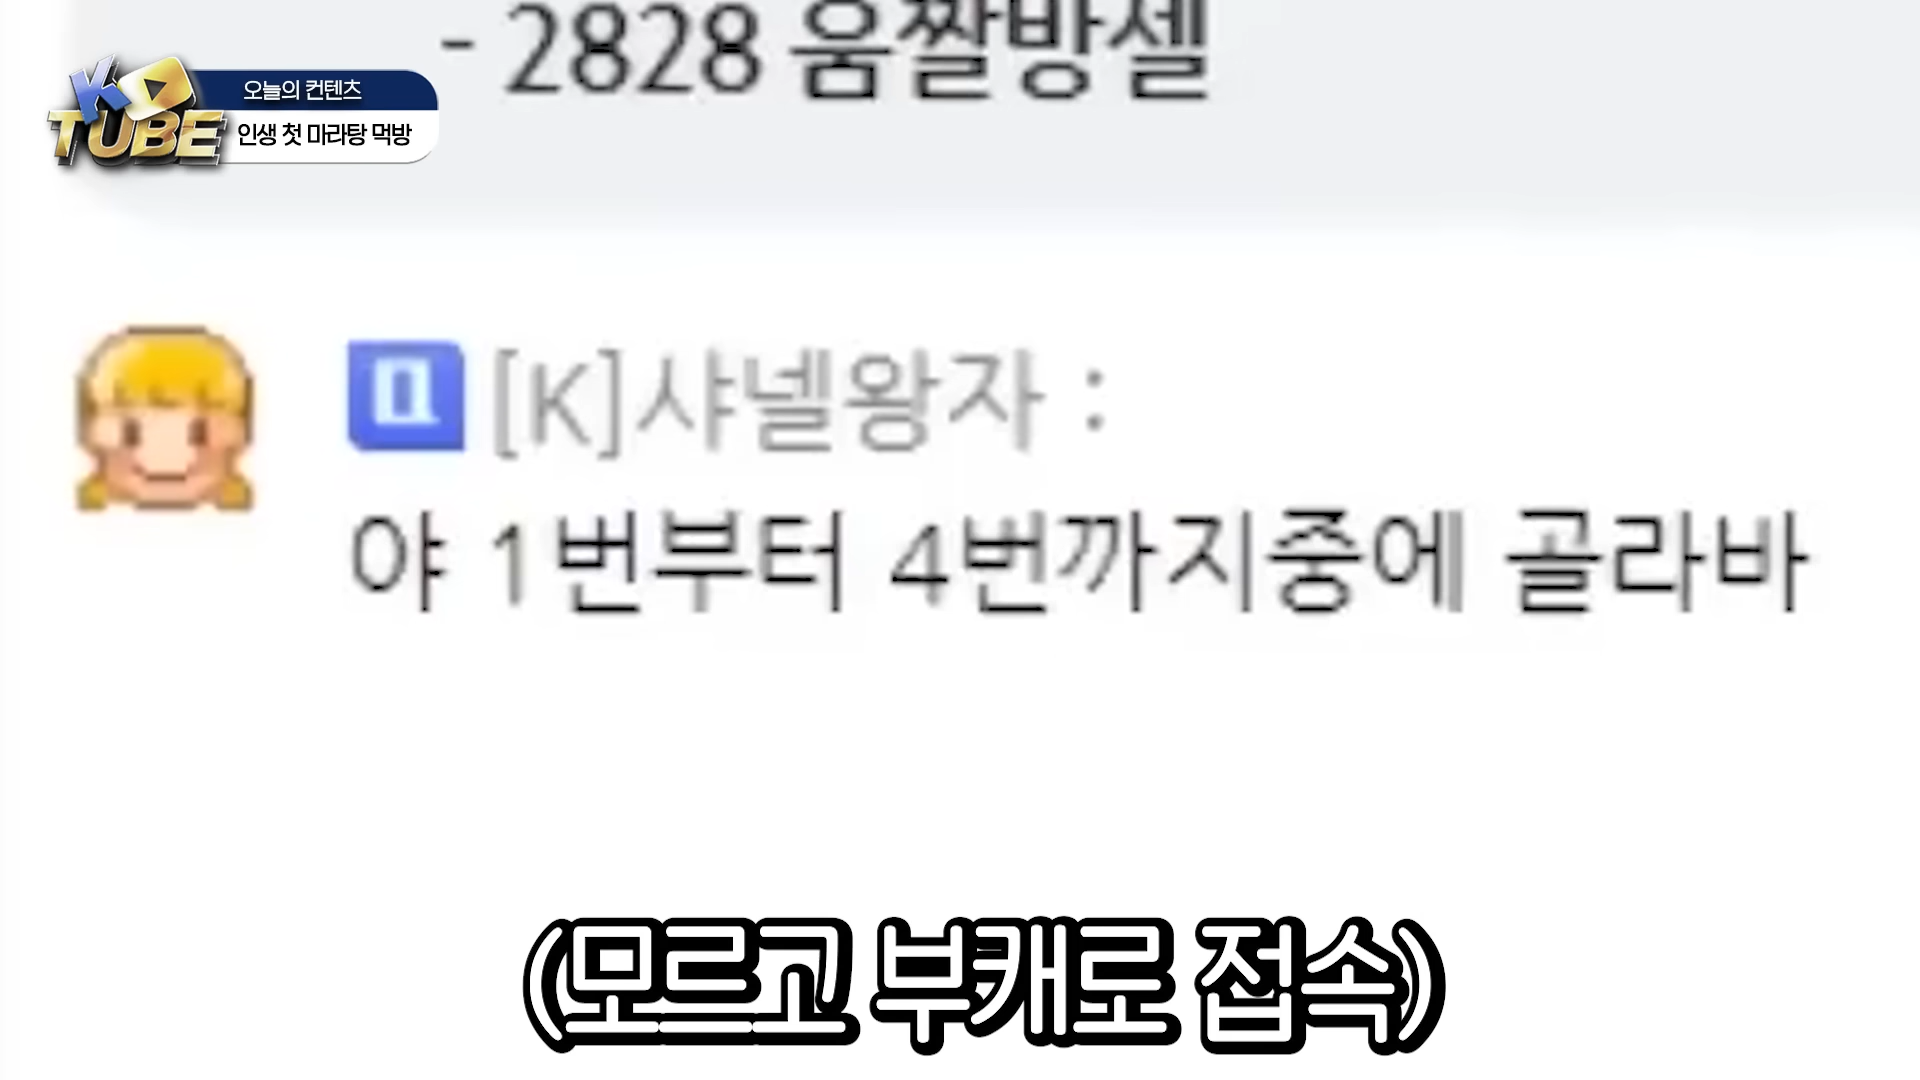 - 2828 움짤방셀
K TUBE
오늘의 컨텐츠
인생 첫 마라탕 먹방
Q [K]샤넬왕자 :
야 1번부터 4번까지중에 골라바
(모르고 부캐로 접속)